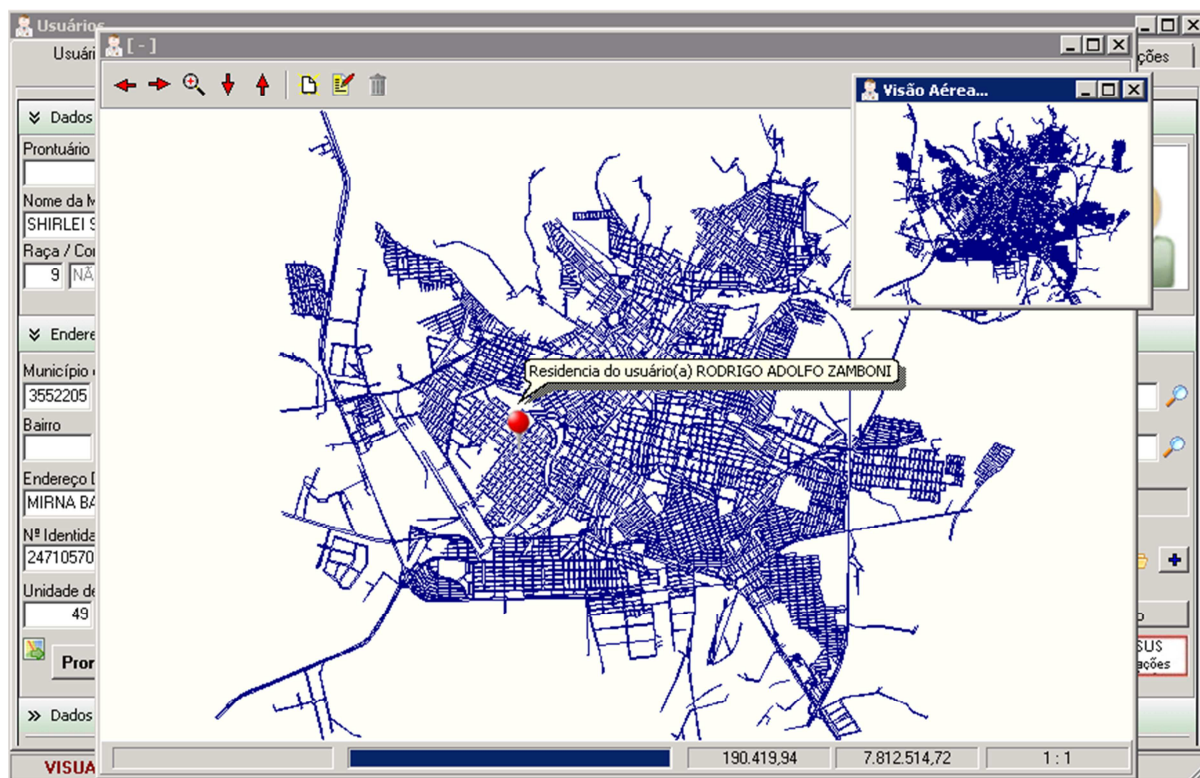 Usuários
Usuári
[ - ]
ções
Visão Aérea...
Dados
Prontuário
Nome da M
SHIRLEI S
Raça / Cor
9 NÃ
Endere
Município
3552205
Bairro
Endereço D
MIRNA BA
Nº Identida
24710570
Unidade de
49
Pron
Dados
VISUA
Residencia do usuário(a) RODRIGO ADOLFO ZAMBONI
SUS
ações
190.419,94 7.812.514,72 1 : 1